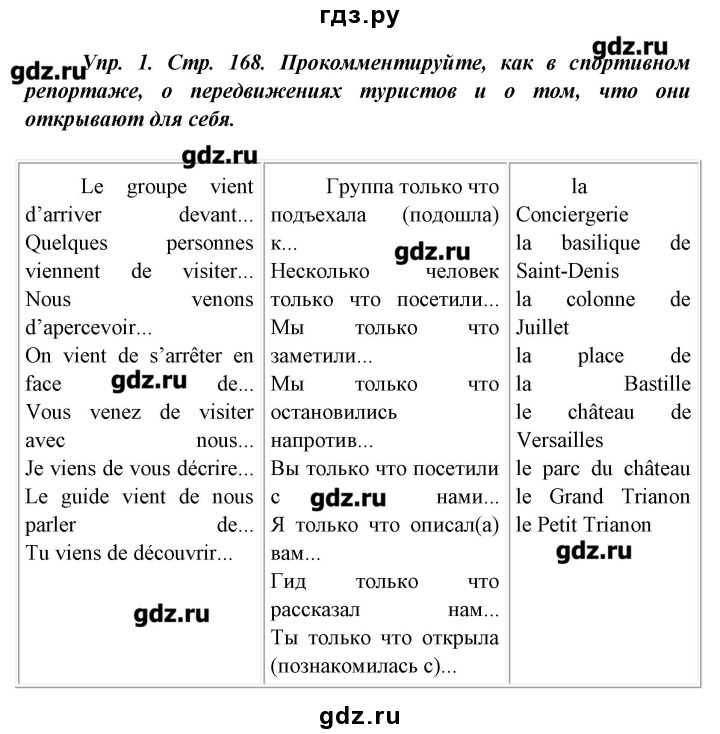 гдз.ру
Упр. 1. Стр. 168. Прокомментируйте, как в спортивном
репортаже, о передвижениях туристов и о том, что они
открывают для себя.
gdz.ru
gdz.ru
gdz.ru
Le groupe vient
d’arriver devant...
Quelques personnes
viennent de visiter...
Nous venons
d’apercevoir...
On vient de s’arrêter en
face de...
Vous venez de visiter
avec nous...
Je viens de vous décrire...
Le guide vient de nous
parler de...
Tu viens de découvrir...
gdz.ru
gdz.ru
Группа только что
подъехала (подошла)
к...
Несколько человек
только что посетили...
Мы только что
заметили...
Мы только что
остановились
напротив...
Вы только что посетили
с нами...
Я только что описал(а)
вам...
Гид только что
рассказал нам...
Ты только что открыла
(познакомилась с)...
gdz.ru
gdz.ru
la
Conciergerie
la basilique de
Saint-Denis
la colonne de
Juillet
la place de
la Bastille
le château de
Versailles
le parc du château
le Grand Trianon
le Petit Trianon
gdz.ru
gdz.ru